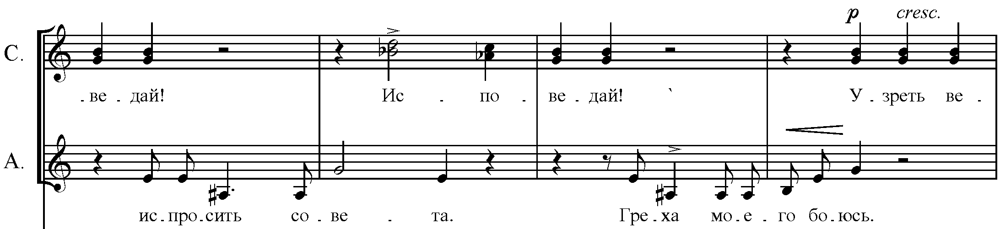 p cresc.
С.
- ве - дай! Ис - по - ве - дай! ` У - зреть ве -
А.
ис - про - сить со - ве - та. Гре - ха мо - е - го бо - юсь.